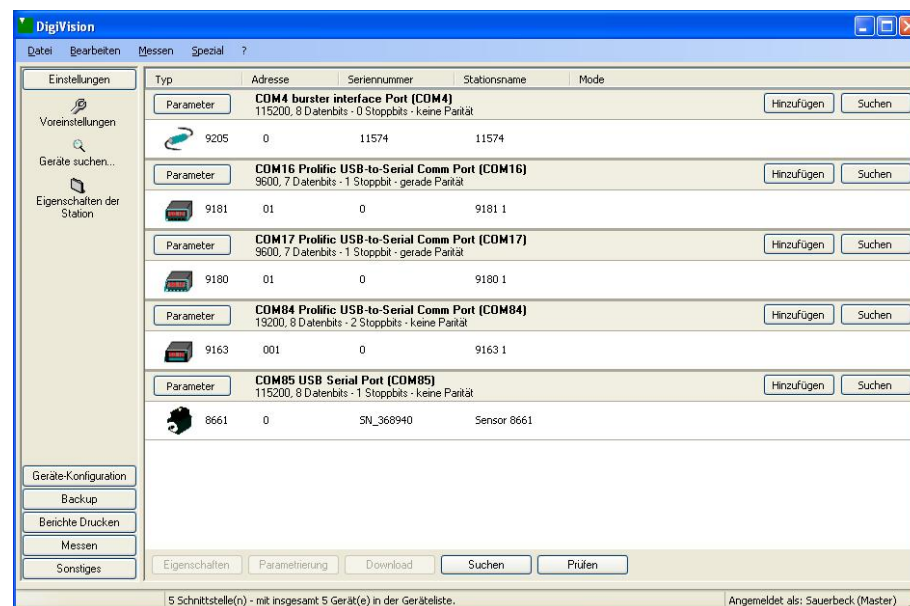 DigiVision
Datei Bearbeiten Messen Spezial ?
Einstellungen
Voreinstellungen
Geräte suchen...
Eigenschaften der
Station
Geräte-Konfiguration
Backup
Berichte Drucken
Messen
Sonstiges
Typ Adresse Seriennummer Stationsname Mode
Parameter COM4 burster interface Port (COM4) Hinzufügen Suchen
115200, 8 Datenbits - 0 Stoppbits - keine Parität
9205 0 11574 11574
Parameter COM16 Prolific USB-to-Serial Comm Port (COM16) Hinzufügen Suchen
9600, 7 Datenbits - 1 Stoppbit - gerade Parität
9181 01 0 9181 1
Parameter COM17 Prolific USB-to-Serial Comm Port (COM17) Hinzufügen Suchen
9600, 7 Datenbits - 1 Stoppbit - gerade Parität
9180 01 0 9180 1
Parameter COM84 Prolific USB-to-Serial Comm Port (COM84) Hinzufügen Suchen
19200, 8 Datenbits - 2 Stoppbits - keine Parität
9163 001 0 9163 1
Parameter COM85 USB Serial Port (COM85) Hinzufügen Suchen
115200, 8 Datenbits - 1 Stoppbits - keine Parität
8661 0 SN_368940 Sensor 8661
Eigenschaften Parametrierung Download Suchen Prüfen
5 Schnittstelle(n) - mit insgesamt 5 Gerät(e) in der Geräteliste. Angemeldet als: Sauerbeck (Master)